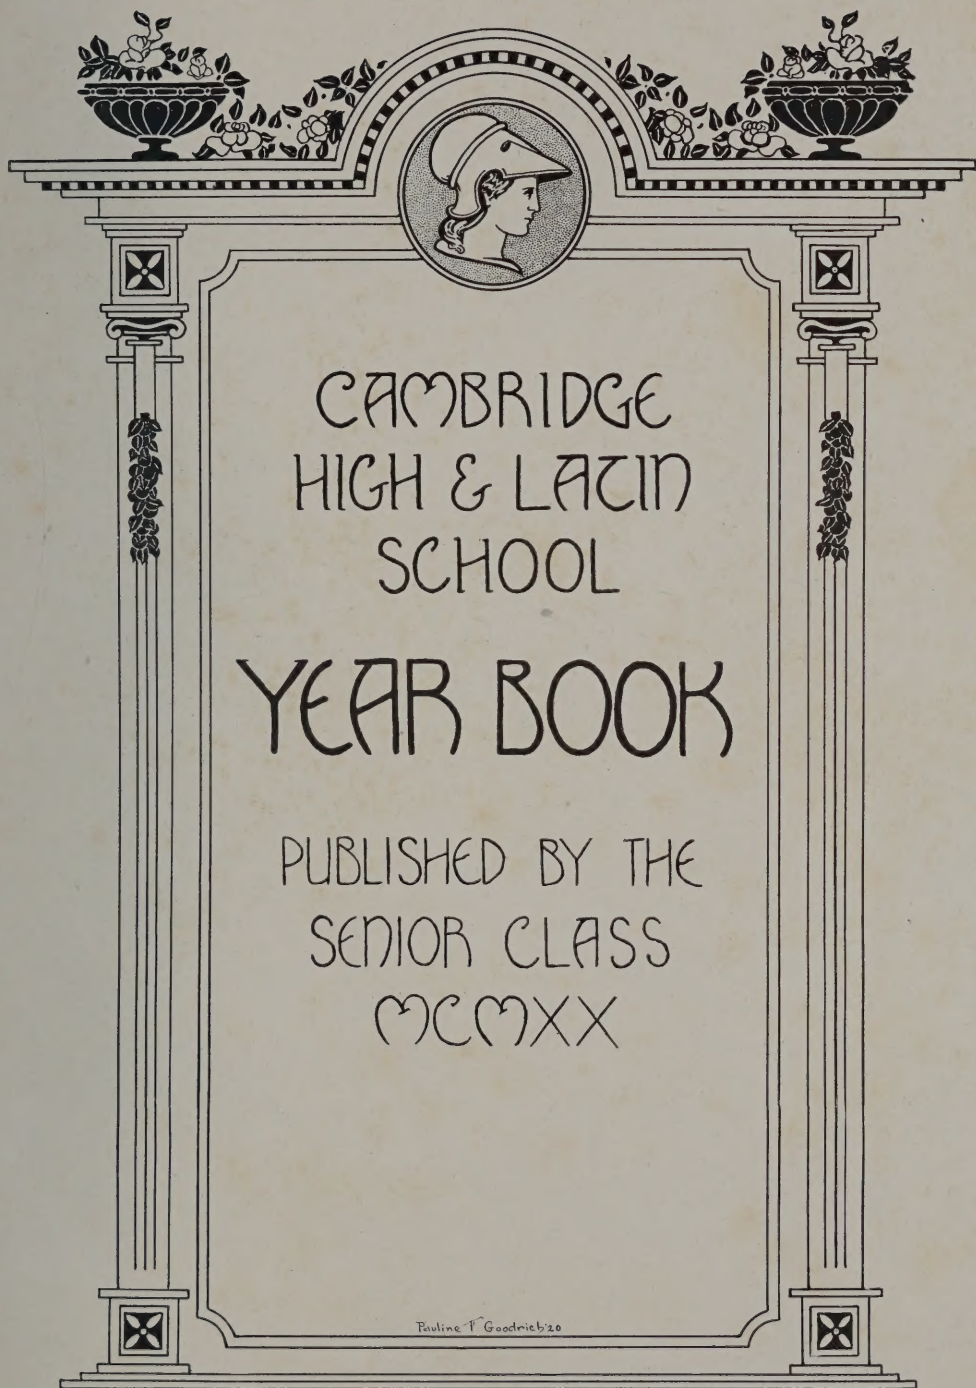 CAMBRIDGE
HIGH & LATIN
SCHOOL
YEAR BOOK
PUBLISHED BY THE
SENIOR CLASS
MCMXX
Pauline F Goodrich '20